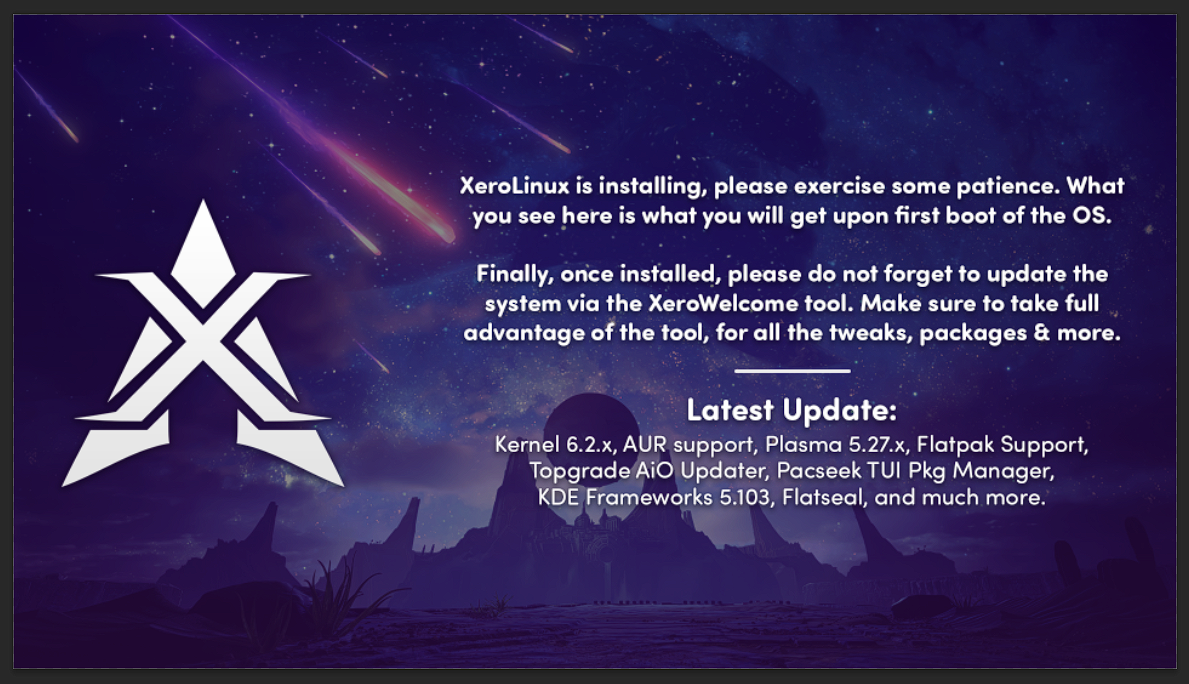 XeroLinux is installing, please exercise some patience. What
you see here is what you will get upon first boot of the OS.
Finally, once installed, please do not forget to update the
system via the XeroWelcome tool. Make sure to take full
advantage of the tool, for all the tweaks, packages & more.
Latest Update:
Kernel 6.2.x, AUR support, Plasma 5.27.x, Flatpak Support,
Topgrade AiO Updater, Pacseek TUI Pkg Manager,
KDE Frameworks 5.103, Flatseal, and much more.